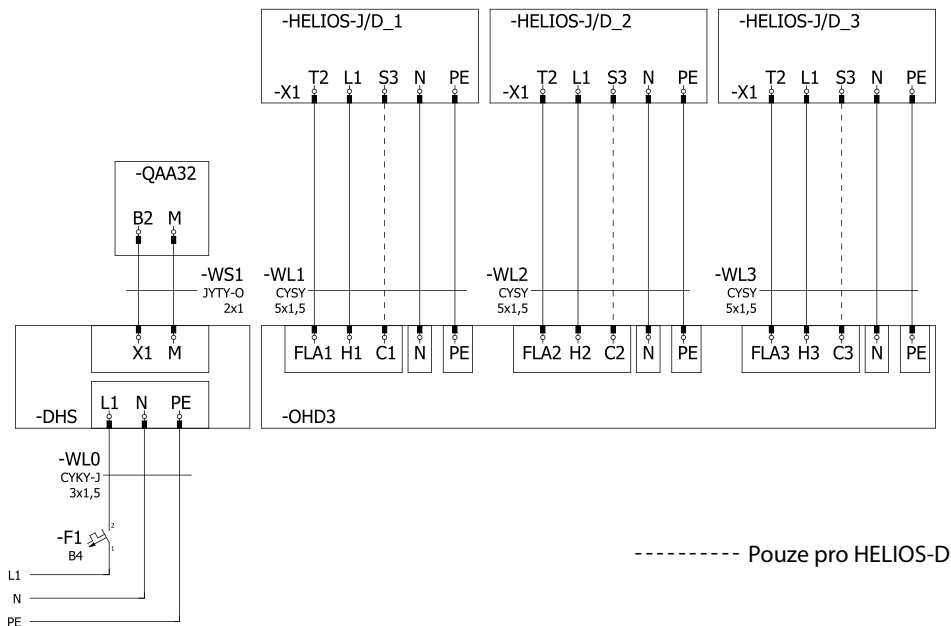 -HELIOS-J/D_1 -HELIOS-J/D_2 -HELIOS-J/D_3
T2 L1 S3 N PE T2 L1 S3 N PE T2 L1 S3 N PE
-X1 -X1 -X1
-QAA32
B2 M
-WS1 -WL1 -WL2 -WL3
JYTY-O CYSY CYSY CYSY
2x1 5x1,5 5x1,5 5x1,5
X1 M FLA1 H1 C1 N PE FLA2 H2 C2 N PE FLA3 H3 C3 N PE
L1 N PE
-DHS -OHD3
-WL0
CYKY-J
3x1,5
2
-F1
1
B4
Pouze pro HELIOS-D
L1
N
PE